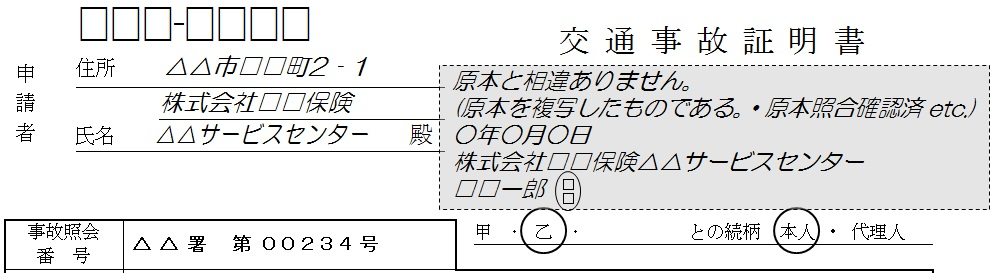 □□□-□□□□
交通事故証明書
申請者
住所 △△市□□町2-1
株式会社□□保険
氏名 △△サービスセンター 殿
原本と相違ありません。
(原本を複写したものである。・原本照合確認済 etc.)
〇年〇月〇日
株式会社□□保険△△サービスセンター
□□一郎 □□
事故照会番号 △△署 第00234号
甲・乙・ との続柄 本人・代理人